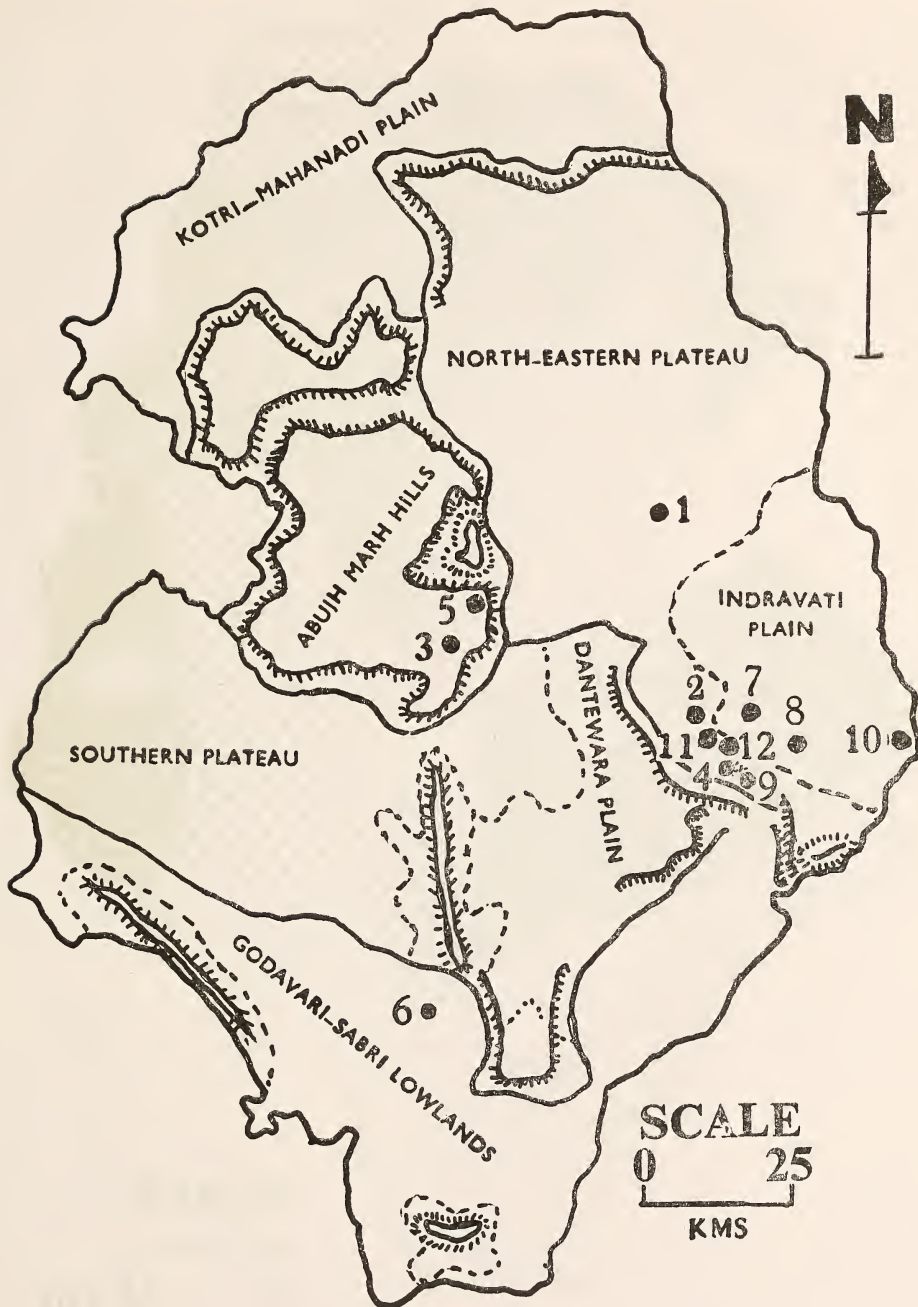 N
KOTRI_MAHANADI PLAIN
NORTH-EASTERN PLATEAU
1
ABUJH MARH HILLS
INDRAVATI
PLAIN
5
3
DANTEWARA PLAIN
2
7
8
SOUTHERN PLATEAU
11
12
10
4
9
GODAVARI-SABRI LOWLANDS
6
SCALE
0 25
KMS